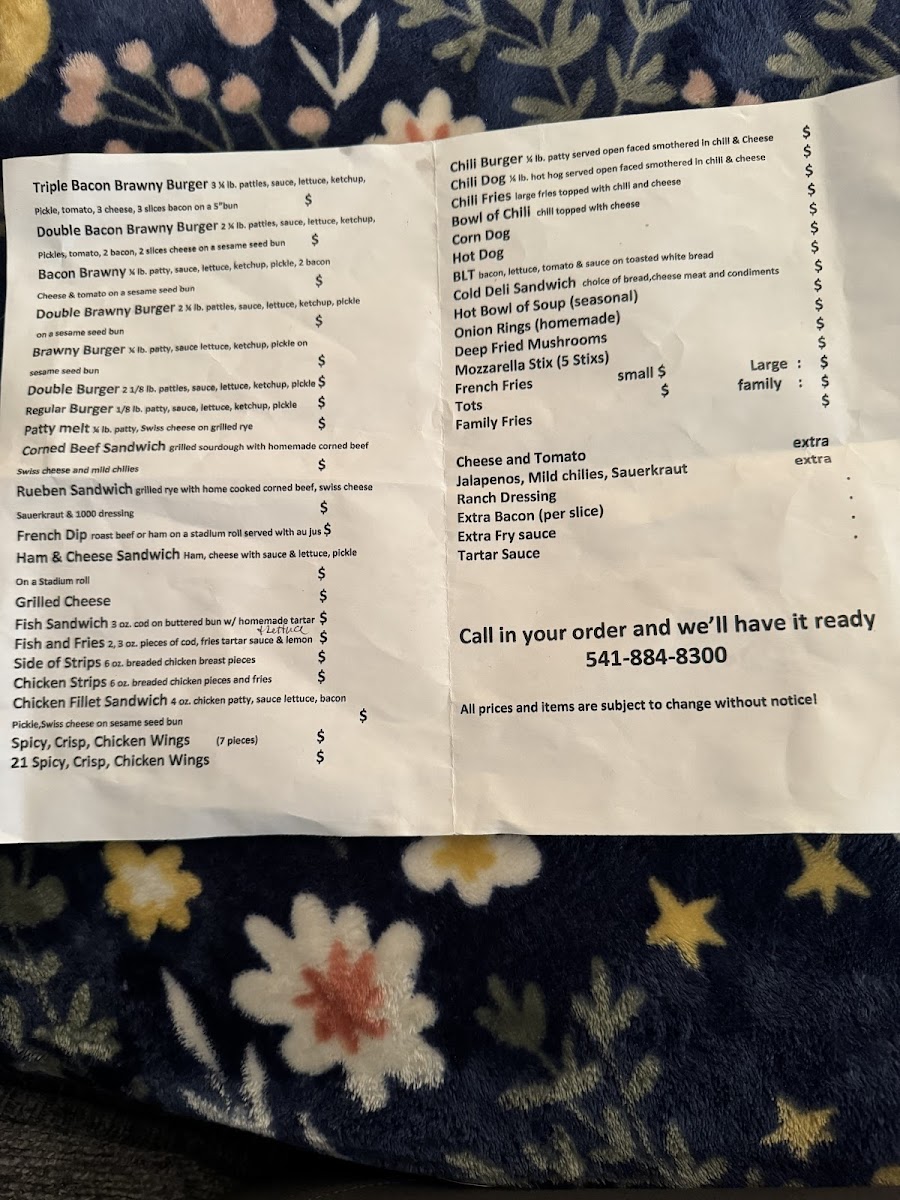 Triple Bacon Brawny Burger 3 ¼ lb. patties, sauce, lettuce, ketchup,
Pickle, tomato, 3 cheese, 3 slices bacon on a 5"bun $
Double Bacon Brawny Burger 2 ¼ lb. patties, sauce, lettuce, ketchup,
Pickles, tomato, 2 bacon, 2 slices cheese on a sesame seed bun $
Bacon Brawny ¼ lb. patty, sauce, lettuce, ketchup, pickle, 2 bacon
Cheese & tomato on a sesame seed bun $
Double Brawny Burger 2 ¼ lb. patties, sauce, lettuce, ketchup, pickle
on a sesame seed bun $
Brawny Burger ¼ lb. patty, sauce lettuce, ketchup, pickle on
sesame seed bun $
Double Burger 2 1/8 lb. patties, sauce, lettuce, ketchup, pickle $
Regular Burger 1/8 lb. patty, sauce, lettuce, ketchup, pickle $
Patty melt ¼ lb. patty, Swiss cheese on grilled rye $
Corned Beef Sandwich grilled sourdough with homemade corned beef
Swiss cheese and mild chilies $
Rueben Sandwich grilled rye with home cooked corned beef, swiss cheese
Sauerkraut & 1000 dressing $
French Dip roast beef or ham on a stadium roll served with au jus $
Ham & Cheese Sandwich Ham, cheese with sauce & lettuce, pickle
On a Stadium roll $
Grilled Cheese $
Fish Sandwich 3 oz. cod on buttered bun w/ homemade tartar $
+ lettuce
Fish and Fries 2, 3 oz. pieces of cod, fries tartar sauce & lemon $
Side of Strips 6 oz. breaded chicken breast pieces $
Chicken Strips 6 oz. breaded chicken pieces and fries $
Chicken Fillet Sandwich 4 oz. chicken patty, sauce lettuce, bacon
Pickle,Swiss cheese on sesame seed bun $
Spicy, Crisp, Chicken Wings (7 pieces) $
21 Spicy, Crisp, Chicken Wings $
Chili Burger ¼ lb. patty served open faced smothered in chili & Cheese $
Chili Dog ¼ lb. hot hog served open faced smothered in chill & cheese $
Chili Fries large fries topped with chili and cheese $
Bowl of Chili chili topped with cheese $
Corn Dog $
Hot Dog $
BLT bacon, lettuce, tomato & sauce on toasted white bread $
Cold Deli Sandwich choice of bread,cheese meat and condiments $
Hot Bowl of Soup (seasonal) $
Onion Rings (homemade) $
Deep Fried Mushrooms $
Mozzarella Stix (5 Stixs) $
French Fries small $ Large : $
Tots $ family : $
Family Fries $
Cheese and Tomato extra
Jalapenos, Mild chilies, Sauerkraut extra
Ranch Dressing .
Extra Bacon (per slice) .
Extra Fry sauce .
Tartar Sauce .
Call in your order and we'll have it ready
541-884-8300
All prices and items are subject to change without notice!